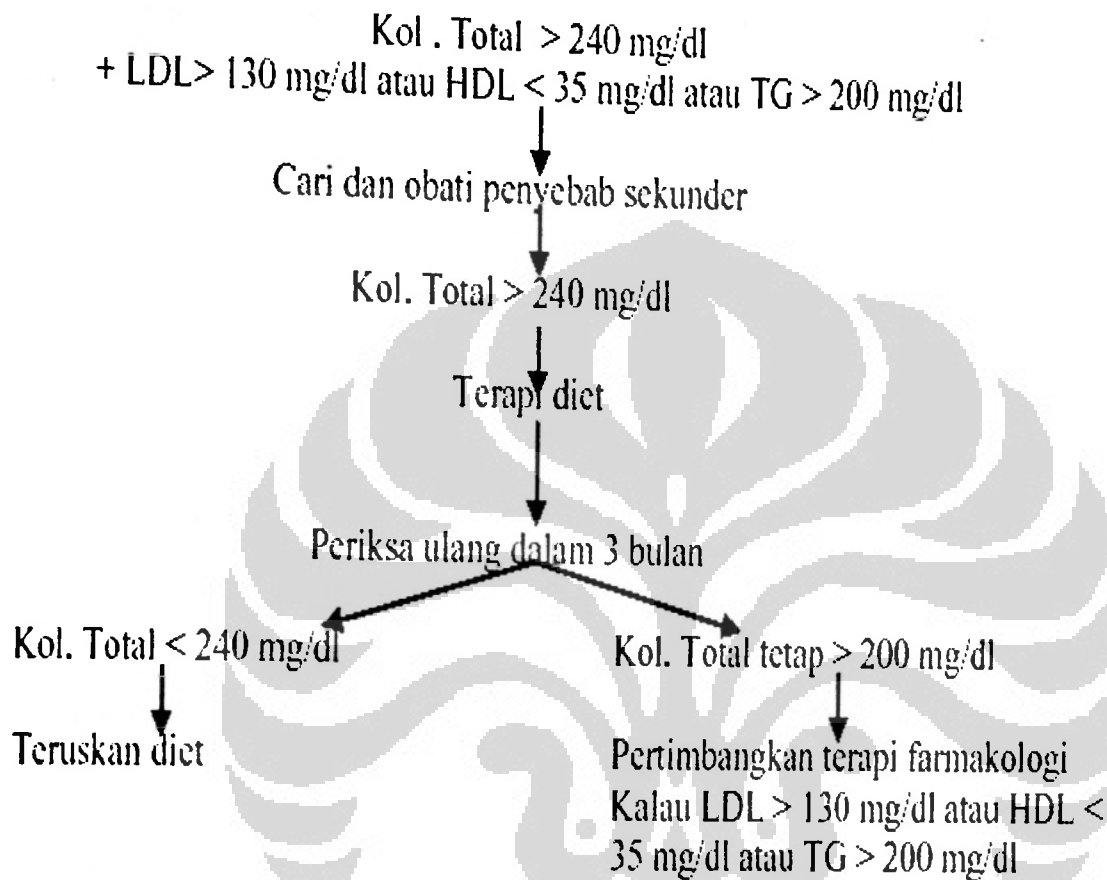 Kol . Total > 240 mg/dl
+ LDL> 130 mg/dl atau HDL < 35 mg/dl atau TG > 200 mg/dl
Cari dan obati penyebab sekunder
Kol. Total > 240 mg/dl
Terapi diet
Periksa ulang dalam 3 bulan
Kol. Total < 240 mg/dl
Kol. Total tetap > 200 mg/dl
Teruskan diet
Pertimbangkan terapi farmakologi
Kalau LDL > 130 mg/dl atau HDL <
35 mg/dl atau TG > 200 mg/dl